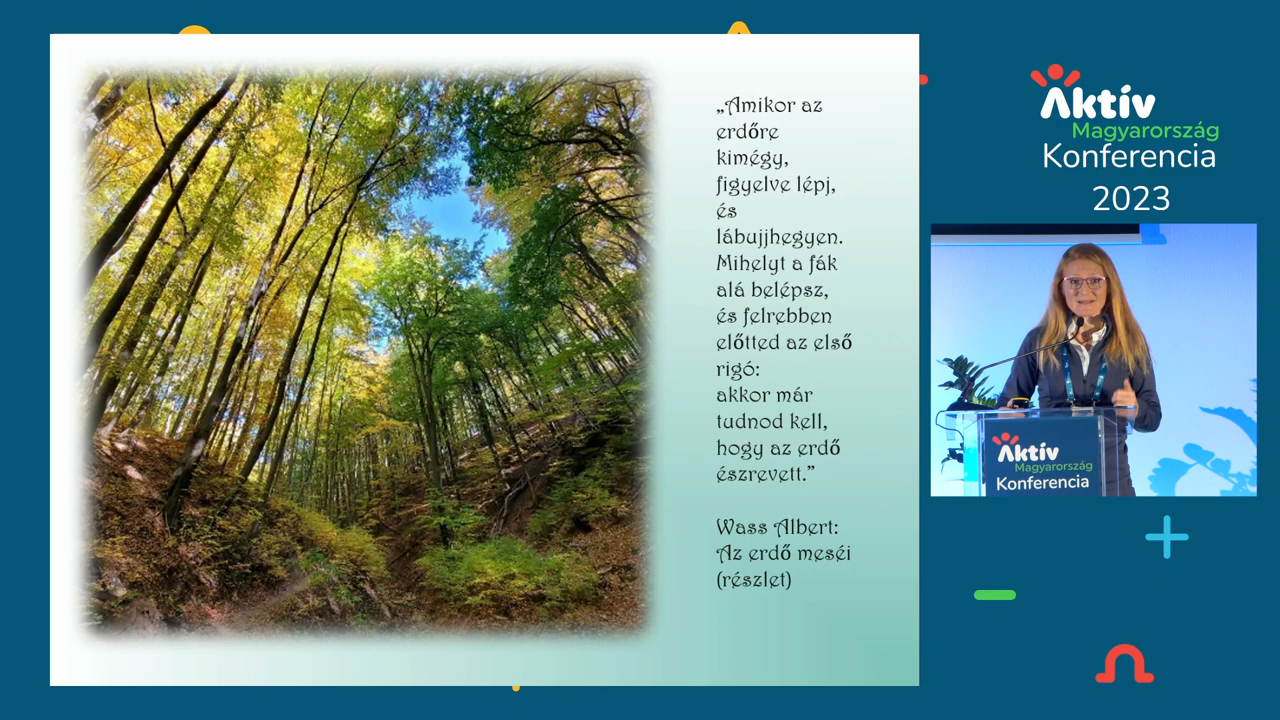 „Amikor az
erdőre
kimégy,
figyelve lépj,
és
lábujjhegyen.
Mihelyt a fák
alá belépsz,
és felrebben
előtted az első
rigó:
akkor már
tudnod kell,
hogy az erdő
észrevett.”
Wass Albert:
Az erdő meséi
(részlet)
Aktív
Magyarország
Konferencia
2023
Aktív
Magyarország
Konferencia